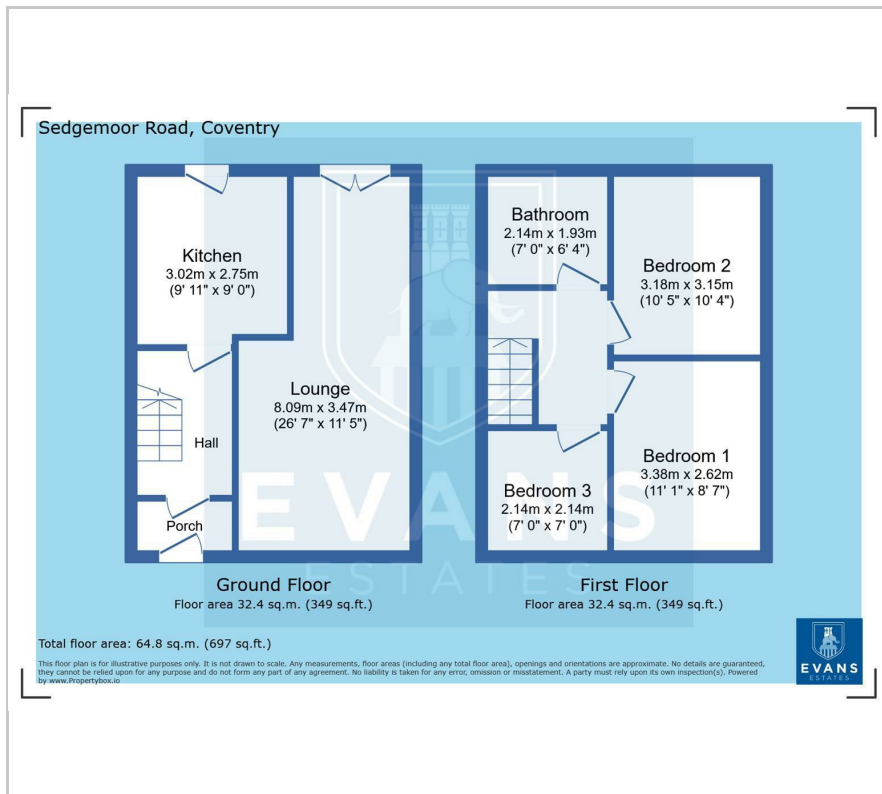 Sedgemoor Road, Coventry
Kitchen
3.02m x 2.75m
(9' 11" x 9' 0")
Lounge
8.09m x 3.47m
(26' 7" x 11' 5")
Hall
Porch
Ground Floor
Floor area 32.4 sq.m. (349 sq.ft.)
Bathroom
2.14m x 1.93m
(7' 0" x 6' 4")
Bedroom 2
3.18m x 3.15m
(10' 5" x 10' 4")
Bedroom 1
3.38m x 2.62m
(11' 1" x 8' 7")
Bedroom 3
2.14m x 2.14m
(7' 0" x 7' 0")
First Floor
Floor area 32.4 sq.m. (349 sq.ft.)
EVANS
ESTATES
Total floor area: 64.8 sq.m. (697 sq.ft.)
This floor plan is for illustrative purposes only. It is not drawn to scale. Any measurements, floor areas (including any total floor area), openings and orientations are approximate. No details are guaranteed,
they cannot be relied upon for any purpose and do not form any part of any agreement. No liability is taken for any error, omission or misstatement. A party must rely upon its own inspection(s). Powered
by www.Propertybox.io
EVANS
ESTATES